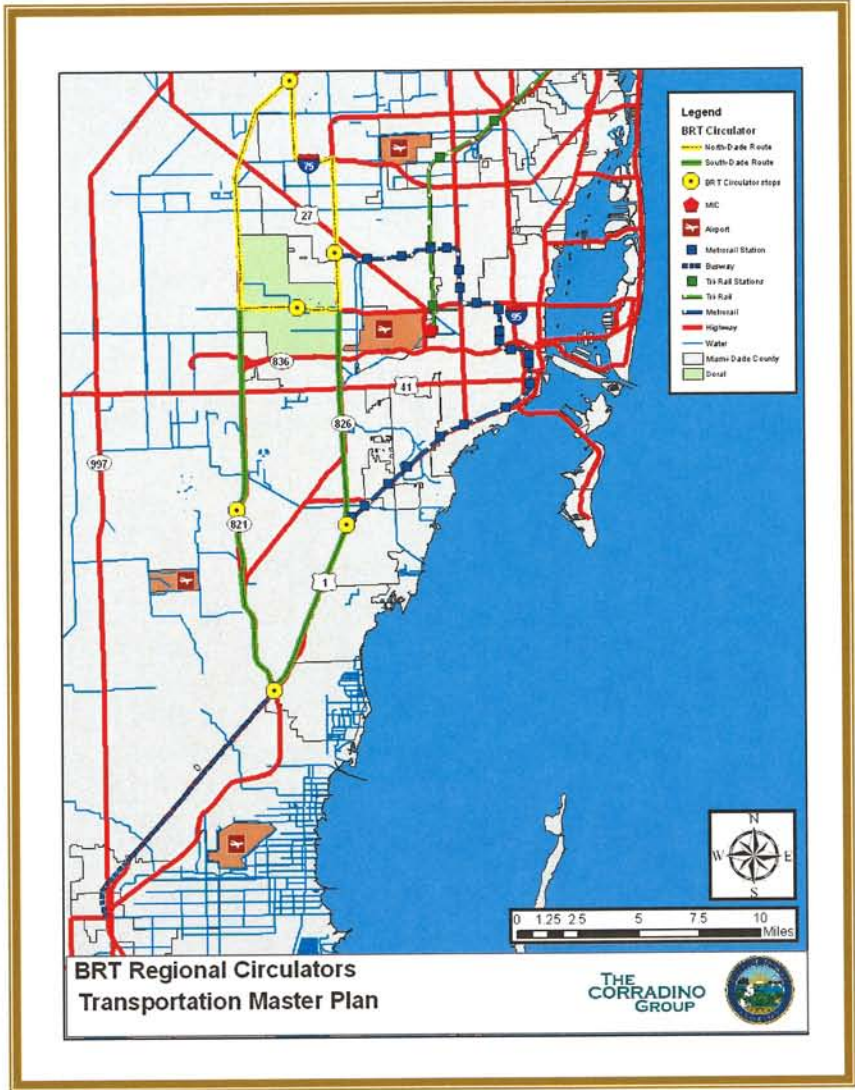 Legend
BRT Circulator
North-Dade Route
South-Dade Route
BRT Circulator stops
MIC
Airport
Metrorail Station
Busway
Tri-Rail Stations
Tri-Rail
Metrorail
Highway
Water
Miami-Dade County
Doral
75
27
95
836
41
826
997
821
1
N
W E
S
0 1.25 2.5 5 7.5 10
Miles
BRT Regional Circulators
Transportation Master Plan
THE
CORRADINO
GROUP